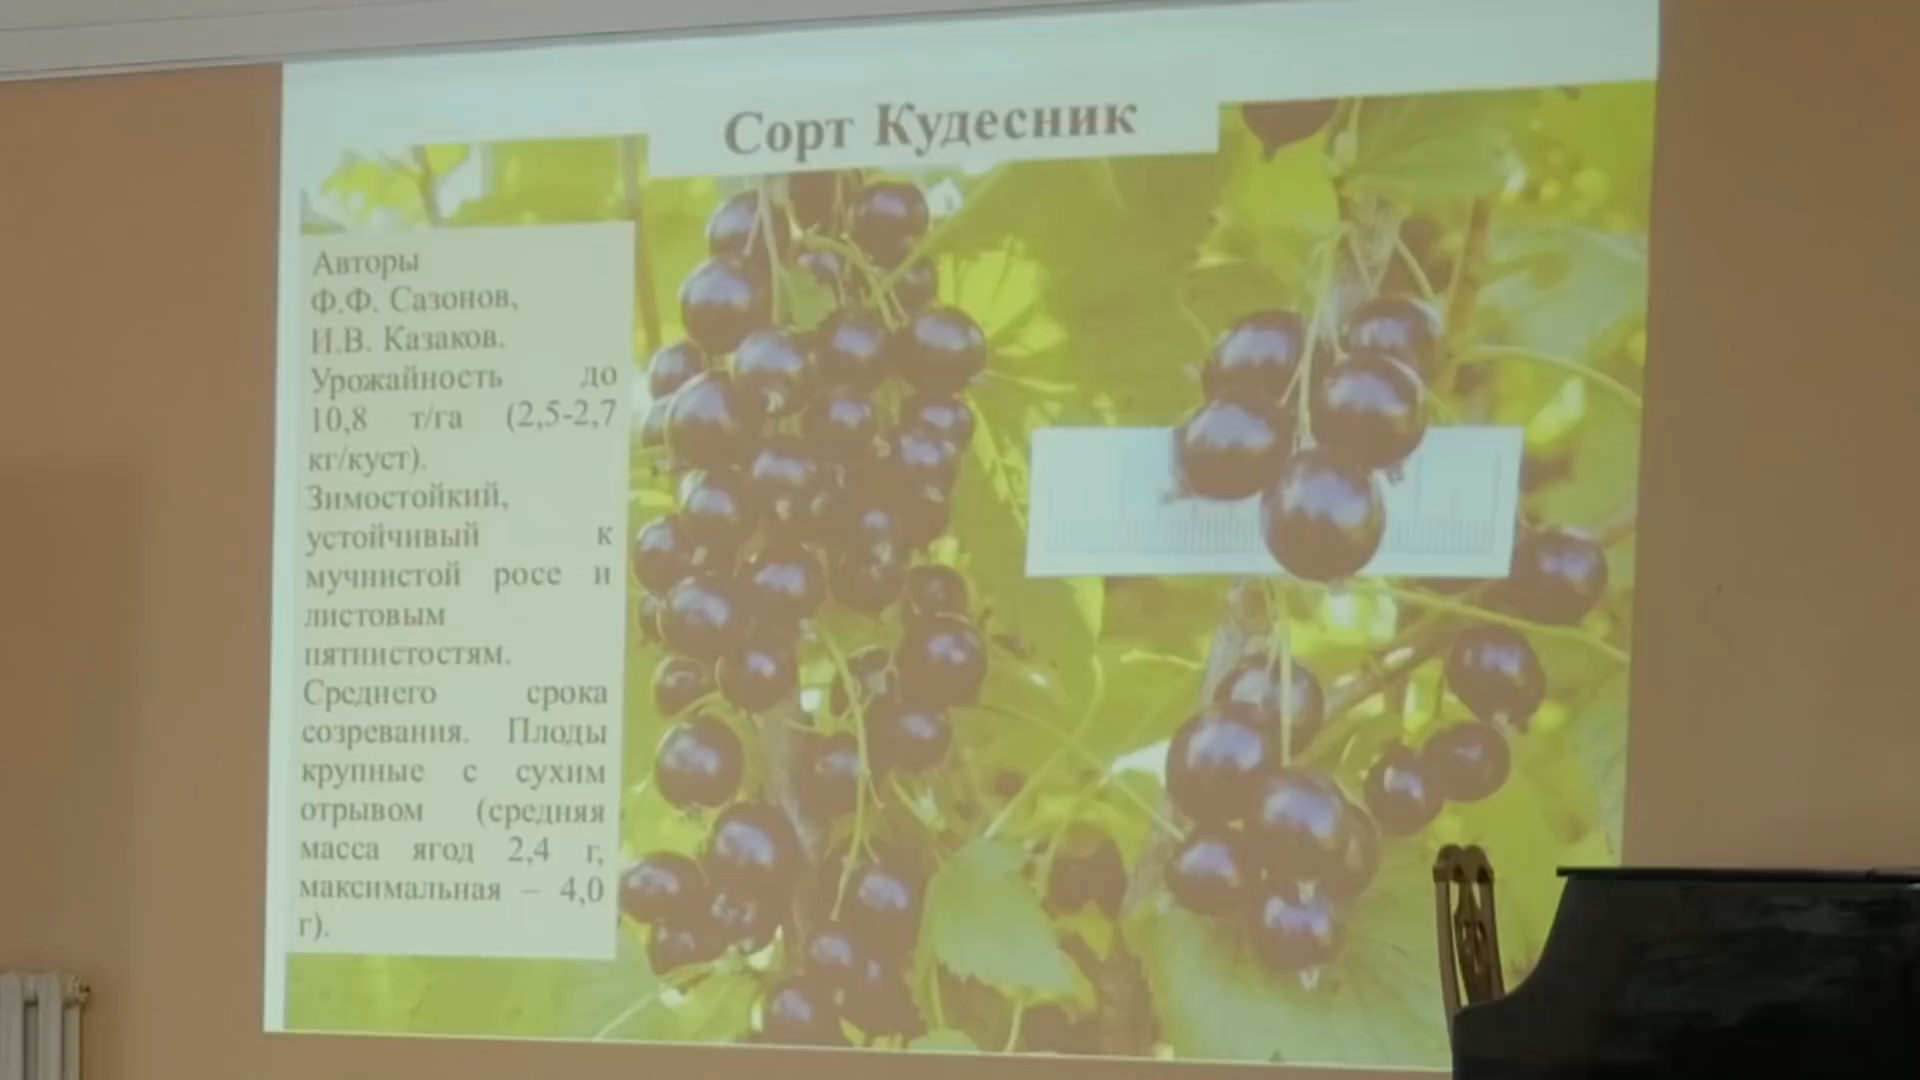 Сорт Кудесник
Авторы
Ф.Ф. Сазонов,
И.В. Казаков.
Урожайность до
10,8 т/га (2,5-2,7
кг/куст).
Зимостойкий,
устойчивый к
мучнистой росе и
листовым
пятнистостям.
Среднего срока
созревания. Плоды
крупные с сухим
отрывом (средняя
масса ягод 2,4 г,
максимальная – 4,0
г).